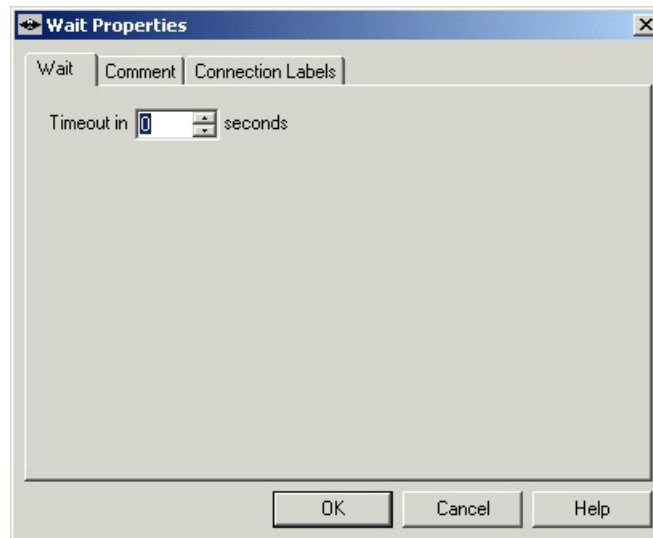 Wait Properties
Wait Comment Connection Labels
Timeout in 0 seconds
OK Cancel Help